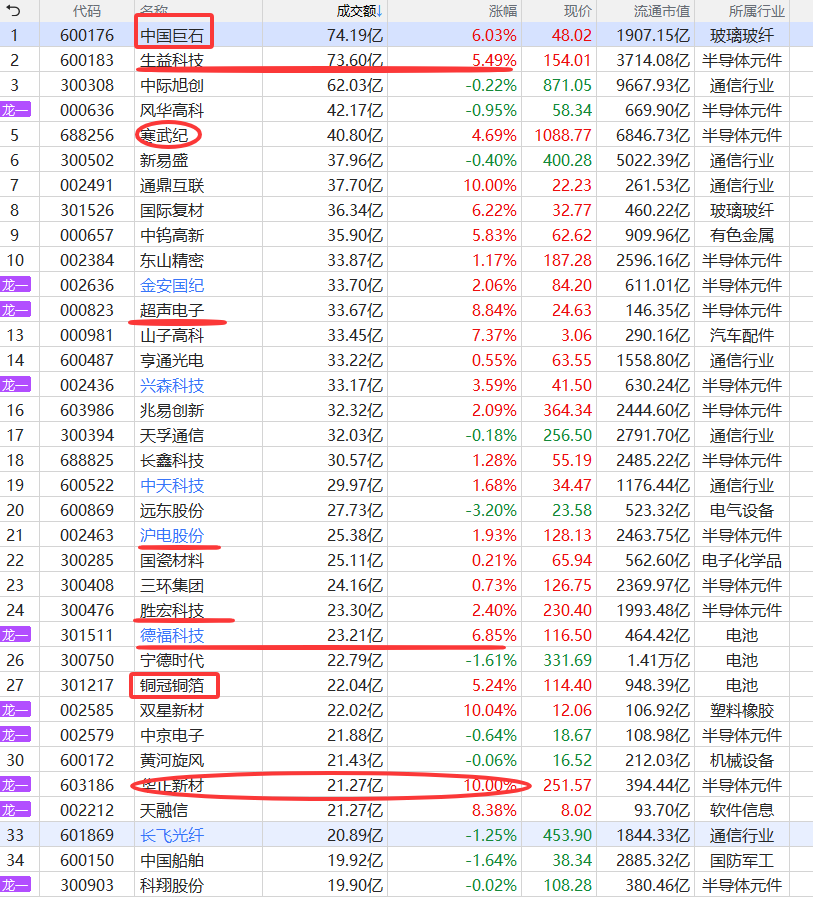 代码 名称 成交额↓ 涨幅 现价 流通市值 所属行业
1 600176 中国巨石 74.19亿 6.03% 48.02 1907.15亿 玻璃玻纤
2 600183 生益科技 73.60亿 5.49% 154.01 3714.08亿 半导体元件
3 300308 中际旭创 62.03亿 -0.22% 871.05 9667.93亿 通信行业
龙一 000636 风华高科 42.17亿 -0.95% 58.34 669.90亿 半导体元件
5 688256 寒武纪 40.80亿 4.69% 1088.77 6846.73亿 半导体元件
6 300502 新易盛 37.96亿 -0.40% 400.28 5022.39亿 通信行业
7 002491 通鼎互联 37.70亿 10.00% 22.23 261.53亿 通信行业
8 301526 国际复材 36.34亿 6.22% 32.77 460.22亿 玻璃玻纤
9 000657 中钨高新 35.90亿 5.83% 62.62 909.96亿 有色金属
10 002384 东山精密 33.87亿 1.17% 187.28 2596.16亿 半导体元件
龙一 002636 金安国纪 33.70亿 2.06% 84.20 611.01亿 半导体元件
龙一 000823 超声电子 33.67亿 8.84% 24.63 146.35亿 半导体元件
13 000981 山子高科 33.45亿 7.37% 3.06 290.16亿 汽车配件
14 600487 亨通光电 33.22亿 0.55% 63.55 1558.80亿 通信行业
龙一 002436 兴森科技 33.17亿 3.59% 41.50 630.24亿 半导体元件
16 603986 兆易创新 32.32亿 2.09% 364.34 2444.60亿 半导体元件
17 300394 天孚通信 32.03亿 -0.18% 256.50 2791.70亿 通信行业
18 688825 长鑫科技 30.57亿 1.28% 55.19 2485.22亿 半导体元件
19 600522 中天科技 29.97亿 1.68% 34.47 1176.44亿 通信行业
20 600869 远东股份 27.73亿 -3.20% 23.58 523.32亿 电气设备
21 002463 沪电股份 25.38亿 1.93% 128.13 2463.75亿 半导体元件
22 300285 国瓷材料 25.11亿 0.21% 65.94 562.60亿 电子化学品
23 300408 三环集团 24.16亿 0.73% 126.75 2369.97亿 半导体元件
24 300476 胜宏科技 23.30亿 2.40% 230.40 1993.48亿 半导体元件
龙一 301511 德福科技 23.21亿 6.85% 116.50 464.42亿 电池
26 300750 宁德时代 22.79亿 -1.61% 331.69 1.41万亿 电池
27 301217 铜冠铜箔 22.04亿 5.24% 114.40 948.39亿 电池
龙一 002585 双星新材 22.02亿 10.04% 12.06 106.92亿 塑料橡胶
龙一 002579 中京电子 21.88亿 -0.64% 18.67 108.98亿 半导体元件
30 600172 黄河旋风 21.43亿 -0.06% 16.52 212.03亿 机械设备
龙一 603186 华正新材 21.27亿 10.00% 251.57 394.44亿 半导体元件
龙一 002212 天融信 21.27亿 8.38% 8.02 93.70亿 软件信息
33 601869 长飞光纤 20.89亿 -1.25% 453.90 1844.33亿 通信行业
34 600150 中国船舶 19.92亿 -1.64% 38.34 2885.32亿 国防军工
龙一 300903 科翔股份 19.90亿 -0.02% 108.28 380.46亿 半导体元件